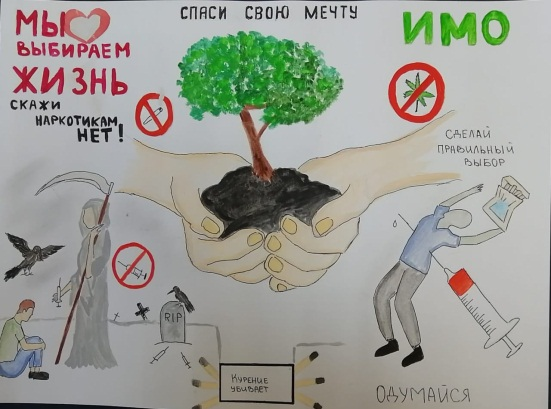 МЫ
ВЫБИРАЕМ
ЖИЗНЬ
СКАЖИ
НАРКОТИКАМ
НЕТ!
СПАСИ СВОЮ МЕЧТУ
ИМО
СДЕЛАЙ
ПРАВИЛЬНЫЙ
ВЫБОР
RIP
КУРЕНИЕ
УБИВАЕТ
ОДУМАЙСЯ